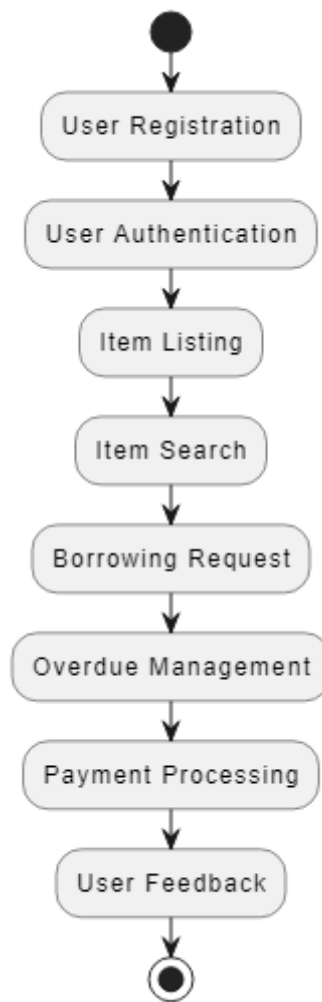 User Registration
User Authentication
Item Listing
Item Search
Borrowing Request
Overdue Management
Payment Processing
User Feedback